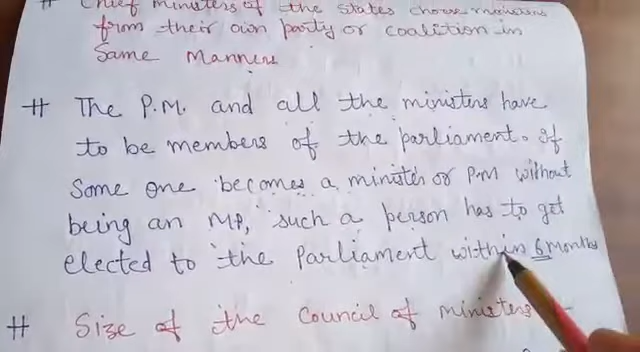 # Chief ministers of the states choose ministers
from their own party or coalition in
Same Manners
# The P.M. and all the ministers have
to be members of the parliament. If
Some one becomes a minister or P.M without
being an MP, such a person has to get
elected to the Parliament within 6 months
# Size of the Council of ministers